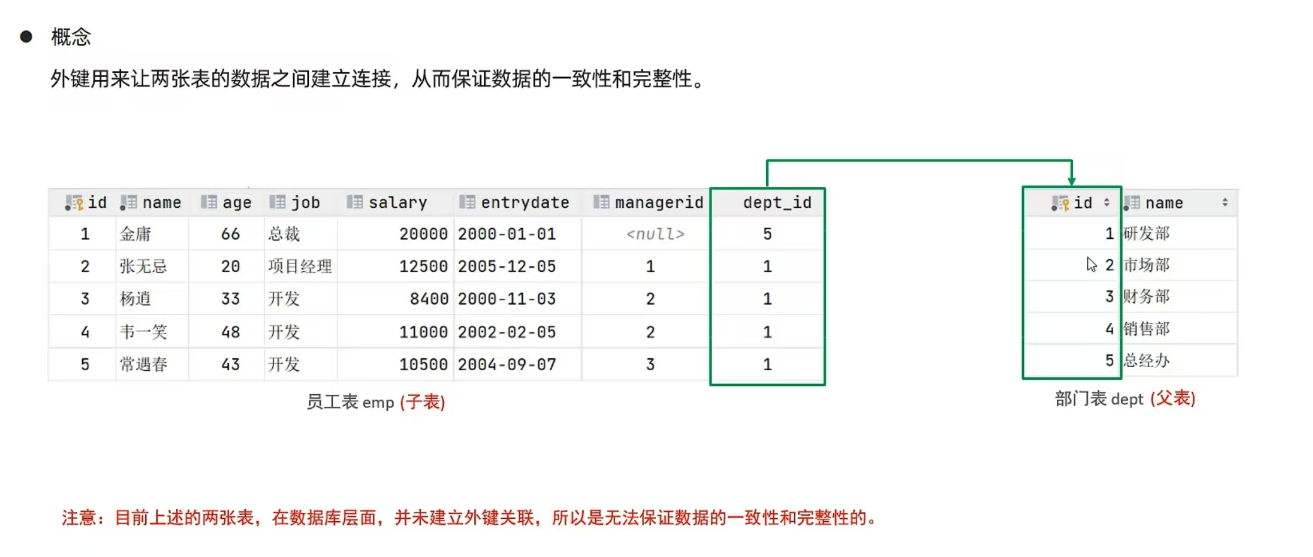 ● 概念
外键用来让两张表的数据之间建立连接，从而保证数据的一致性和完整性。
id name age job salary entrydate managerid dept_id
1 金庸 66 总裁 20000 2000-01-01 <null> 5
2 张无忌 20 项目经理 12500 2005-12-05 1 1
3 杨逍 33 开发 8400 2000-11-03 2 1
4 韦一笑 48 开发 11000 2002-02-05 2 1
5 常遇春 43 开发 10500 2004-09-07 3 1
员工表 emp (子表)
id name
1 研发部
2 市场部
3 财务部
4 销售部
5 总经办
部门表 dept (父表)
注意：目前上述的两张表，在数据库层面，并未建立外键关联，所以是无法保证数据的一致性和完整性的。